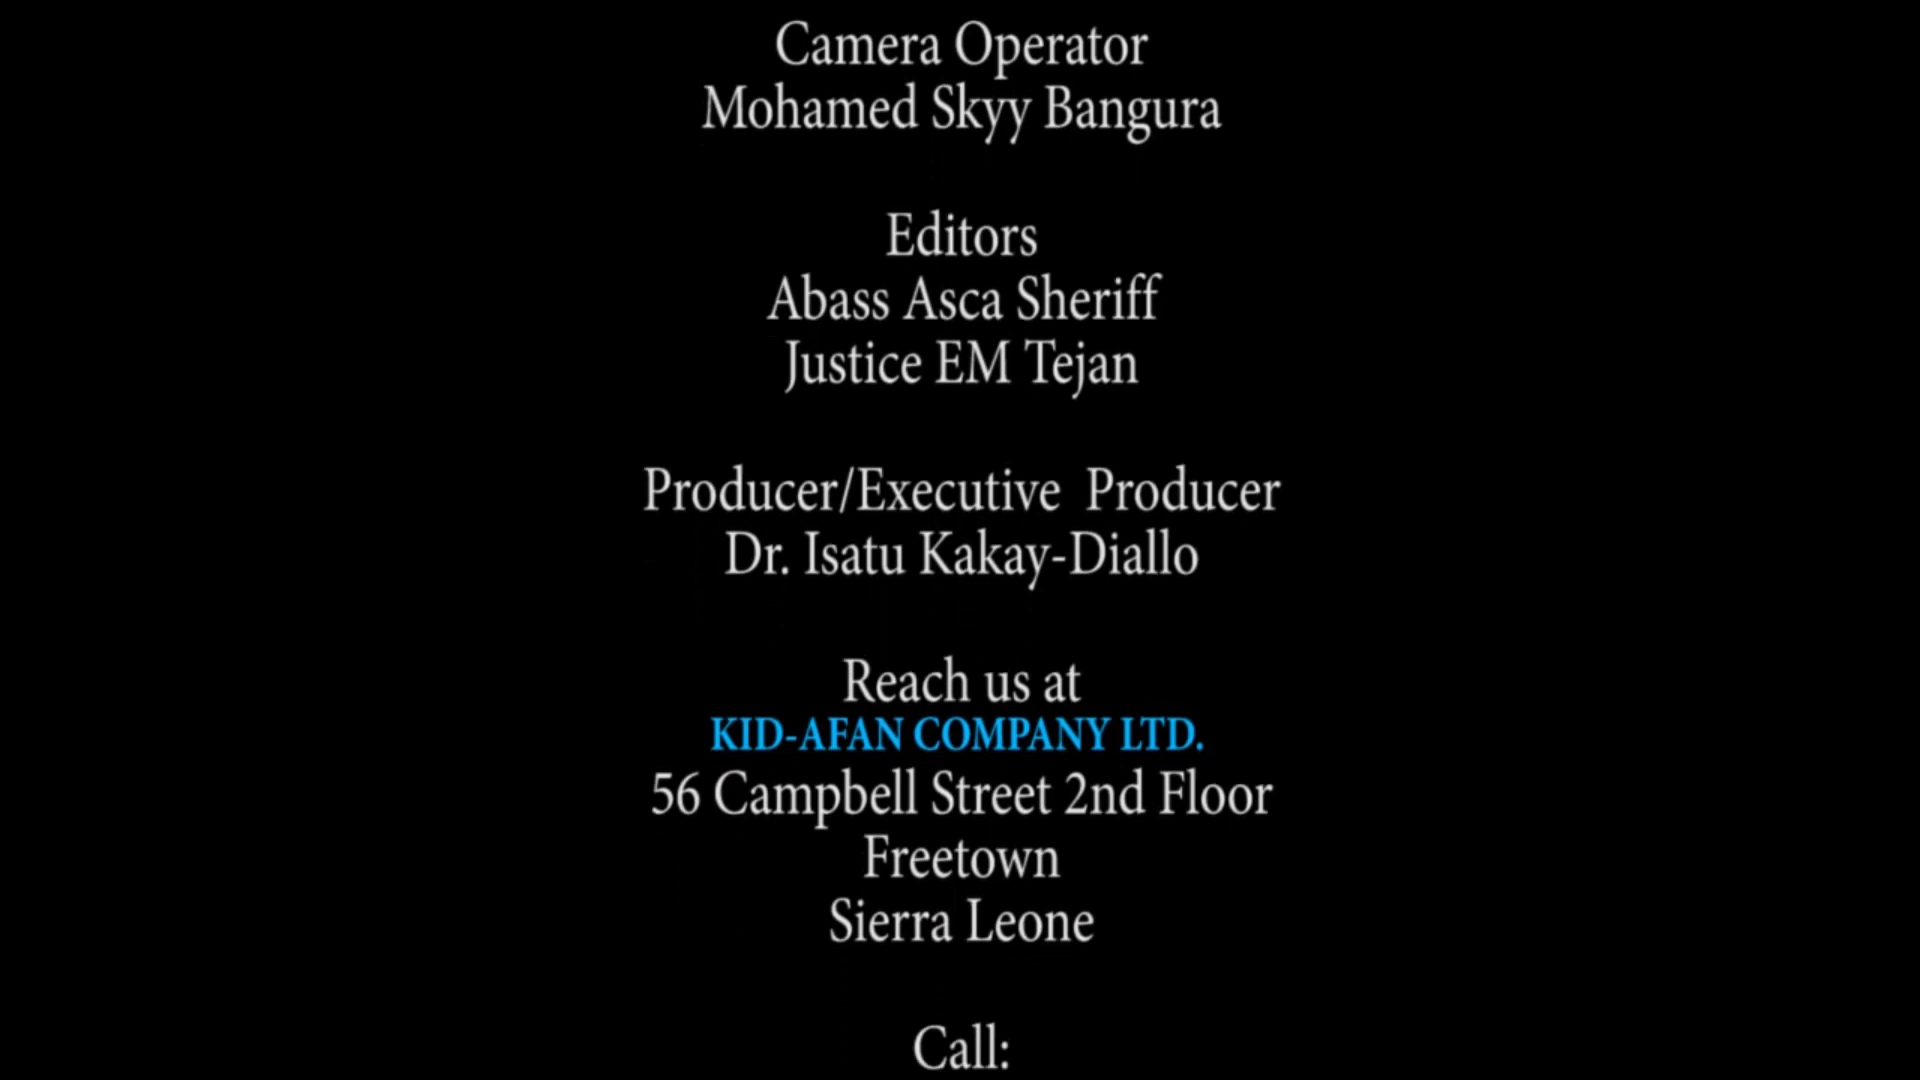 Camera Operator
Mohamed Skyy Bangura
Editors
Abass Asca Sheriff
Justice EM Tejan
Producer/Executive Producer
Dr. Isatu Kakay-Diallo
Reach us at
KID-AFAN COMPANY LTD.
56 Campbell Street 2nd Floor
Freetown
Sierra Leone
Call: